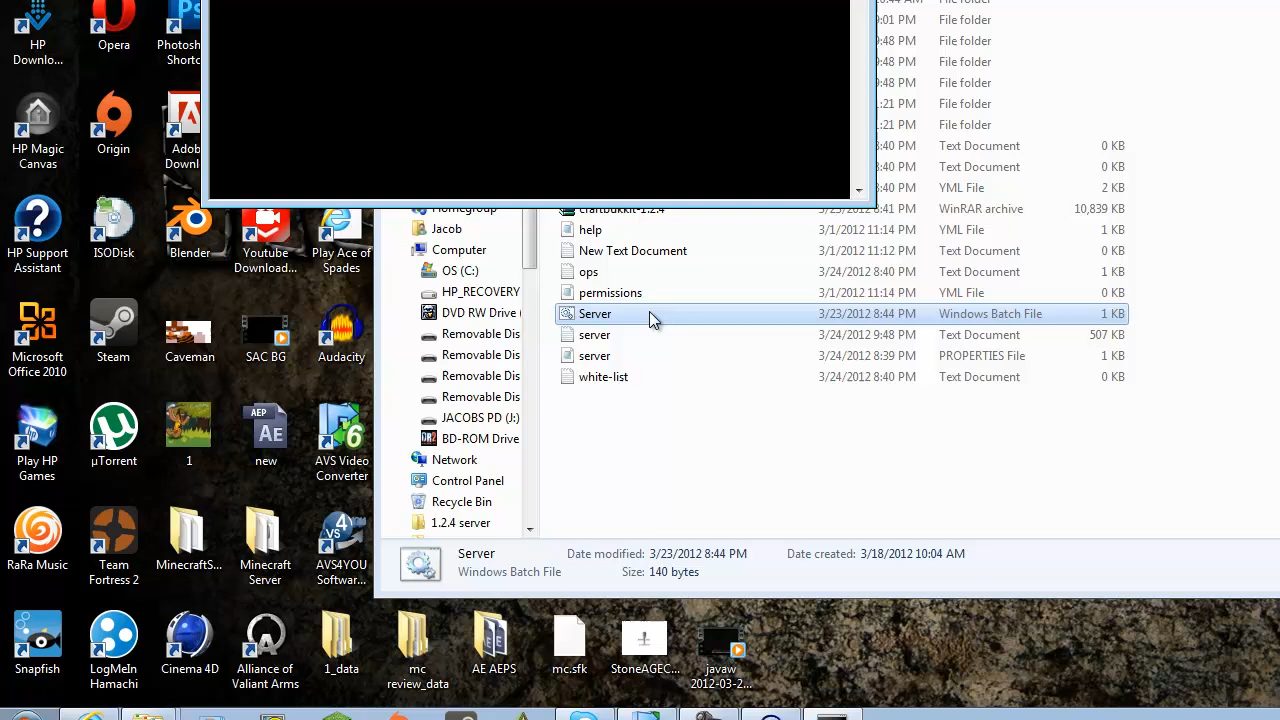 HP
Downlo...
Opera
Photosh
Shortc
HP Magic
Canvas
Origin
Adob
Downl
HP Support
Assistant
ISODisk
Blender
Youtube
Download...
Play Ace of
Spades
Microsoft
Office 2010
Steam
Caveman
SAC BG
Audacity
Play HP
Games
µTorrent
1
AEP
AE
new
AVS Video
Converter
RaRa Music
Team
Fortress 2
MinecraftS...
Minecraft
Server
AVS4YOU
Softwar...
Snapfish
LogMeIn
Hamachi
Cinema 4D
Alliance of
Valiant Arms
1_data
mc
review_data
AE AEPS
mc.sfk
StoneAGEC...
javaw
2012-03-2...
Homegroup
Jacob
Computer
OS (C:)
HP_RECOVERY
DVD RW Drive (
Removable Dis
Removable Dis
Removable Dis
Removable Dis
JACOBS PD (J:)
BD-ROM Drive
Network
Control Panel
Recycle Bin
1.2.4 server
9:01 PM File folder
9:48 PM File folder
9:48 PM File folder
9:48 PM File folder
1:21 PM File folder
1:21 PM File folder
8:40 PM Text Document 0 KB
8:40 PM Text Document 0 KB
8:40 PM YML File 2 KB
craftbukkit-1.2.4 3/23/2012 8:41 PM WinRAR archive 10,839 KB
help 3/1/2012 11:14 PM YML File 1 KB
New Text Document 3/1/2012 11:12 PM Text Document 0 KB
ops 3/24/2012 8:40 PM Text Document 1 KB
permissions 3/1/2012 11:14 PM YML File 0 KB
Server 3/23/2012 8:44 PM Windows Batch File 1 KB
server 3/24/2012 9:48 PM Text Document 507 KB
server 3/24/2012 8:39 PM PROPERTIES File 1 KB
white-list 3/24/2012 8:40 PM Text Document 0 KB
Server Date modified: 3/23/2012 8:44 PM Date created: 3/18/2012 10:04 AM
Windows Batch File Size: 140 bytes